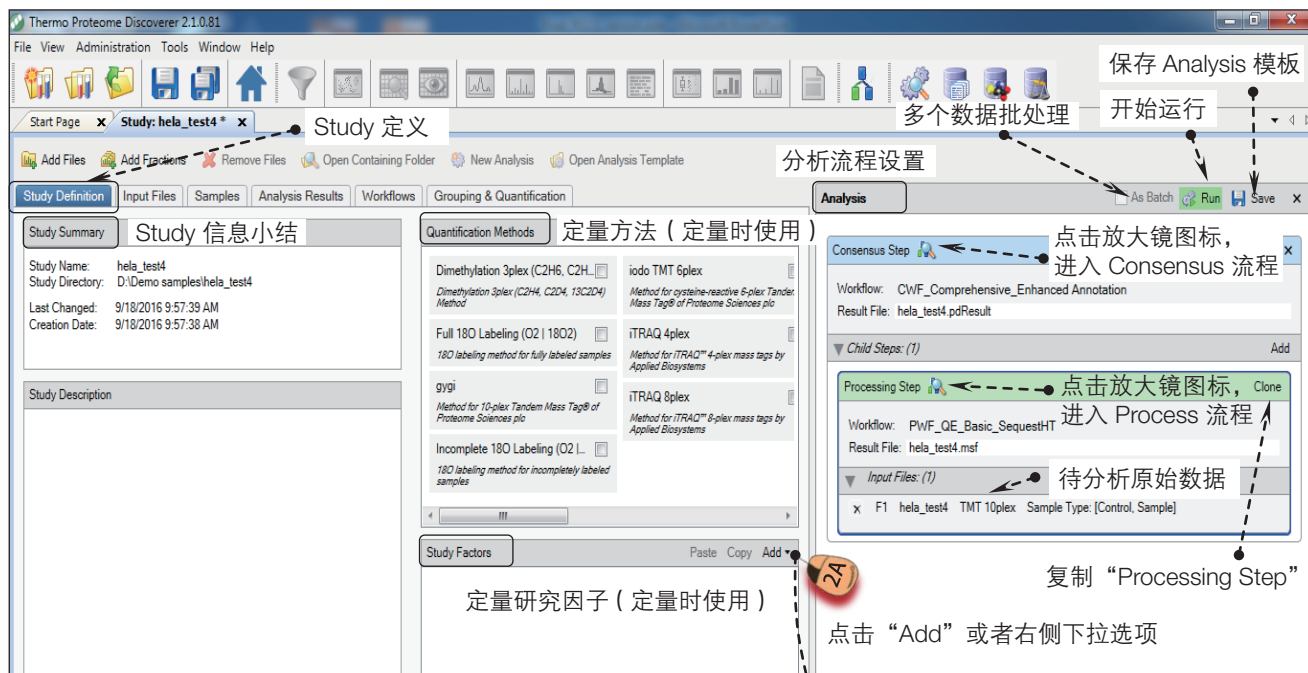 Thermo Proteome Discoverer 2.1.0.81
File View Administration Tools Window Help
保存 Analysis 模板
多个数据批处理
开始运行
Start Page x Study: hela_test4 * x
Study 定义
Add Files Add Fractions Remove Files Open Containing Folder New Analysis Open Analysis Template
分析流程设置
Study Definition Input Files Samples Analysis Results Workflows Grouping & Quantification
Analysis As Batch Run Save x
Study Summary
Study 信息小结
Study Name: hela_test4
Study Directory: D:\Demo samples\hela_test4
Last Changed: 9/18/2016 9:57:39 AM
Creation Date: 9/18/2016 9:57:38 AM
Study Description
Quantification Methods
定量方法（定量时使用）
Dimethylation 3plex (C2H6, C2H...
Dimethylation 3plex (C2H4, C2D4, 13C2D4)
Method
Full 18O Labeling (O2 | 18O2)
18O labeling method for fully labeled samples
gygi
Method for 10-plex Tandem Mass Tag® of
Proteome Sciences plc
Incomplete 18O Labeling (O2 |...
18O labeling method for incompletely labeled
samples
iodo TMT 6plex
Method for cysteine-reactive 6-plex Tandem
Mass Tag® of Proteome Sciences plc
iTRAQ 4plex
Method for iTRAQ™ 4-plex mass tags by
Applied Biosystems
iTRAQ 8plex
Method for iTRAQ™ 8-plex mass tags by
Applied Biosystems
Study Factors Paste Copy Add
定量研究因子（定量时使用）
2A
点击“Add”或者右侧下拉选项
Consensus Step x
点击放大镜图标，
进入 Consensus 流程
Workflow: CWF_Comprehensive_Enhanced Annotation
Result File: hela_test4.pdResult
Child Steps: (1) Add
Processing Step Clone
点击放大镜图标，
进入 Process 流程
Workflow: PWF_QE_Basic_SequestHT
Result File: hela_test4.msf
Input Files: (1)
待分析原始数据
x F1 hela_test4 TMT 10plex Sample Type: [Control, Sample]
复制“Processing Step”